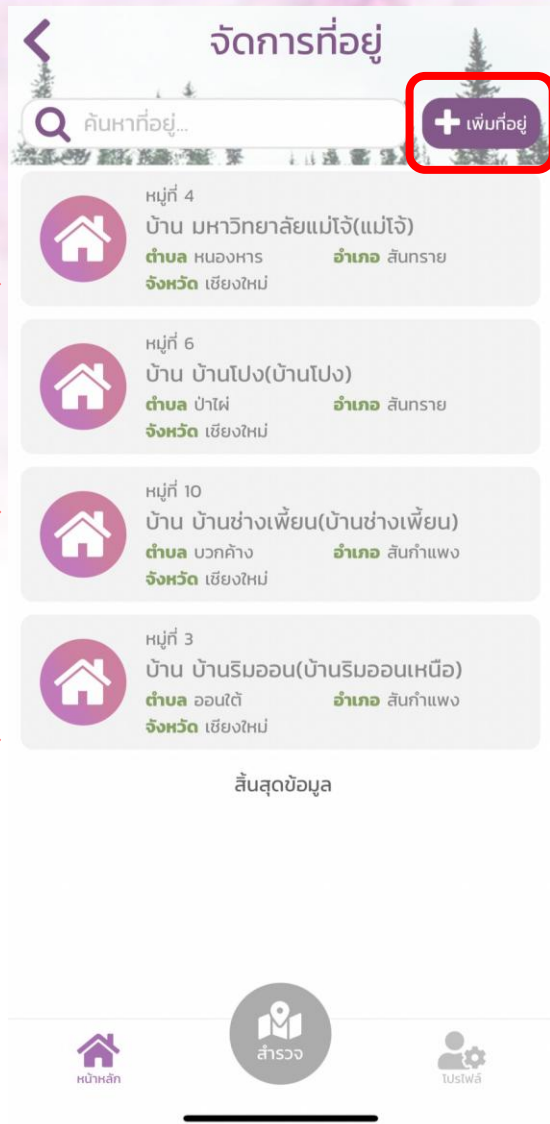 จัดการที่อยู่
ค้นหาที่อยู่...
เพิ่มที่อยู่
หมู่ที่ 4
บ้าน มหาวิทยาลัยแม่โจ้(แม่โจ้)
ตำบล หนองหาร อำเภอ สันทราย
จังหวัด เชียงใหม่
หมู่ที่ 6
บ้าน บ้านโปง(บ้านโปง)
ตำบล ป่าไผ่ อำเภอ สันทราย
จังหวัด เชียงใหม่
หมู่ที่ 10
บ้าน บ้านช่างเพี้ยน(บ้านช่างเพี้ยน)
ตำบล บวกค้าง อำเภอ สันกำแพง
จังหวัด เชียงใหม่
หมู่ที่ 3
บ้าน บ้านริมออน(บ้านริมออนเหนือ)
ตำบล ออนใต้ อำเภอ สันกำแพง
จังหวัด เชียงใหม่
สิ้นสุดข้อมูล
หน้าหลัก
สำรวจ
โปรไฟล์